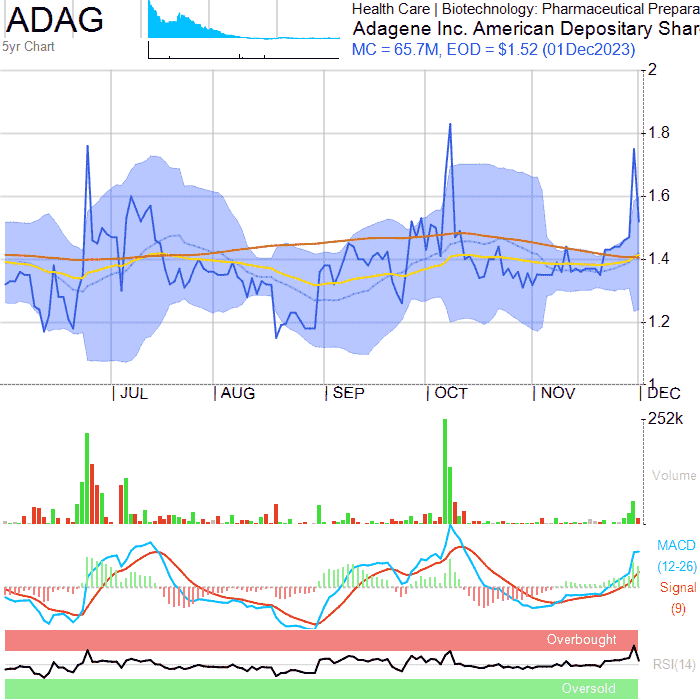 ADAG
5yr Chart
Health Care | Biotechnology: Pharmaceutical Prepara
Adagene Inc. American Depositary Shar
MC = 65.7M, EOD = $1.52 (01Dec2023)
2
1.8
1.6
1.4
1.2
1
JUL AUG SEP OCT NOV DEC
252k
Volume
MACD
(12-26)
Signal
(9)
Overbought
RSI(14)
Oversold